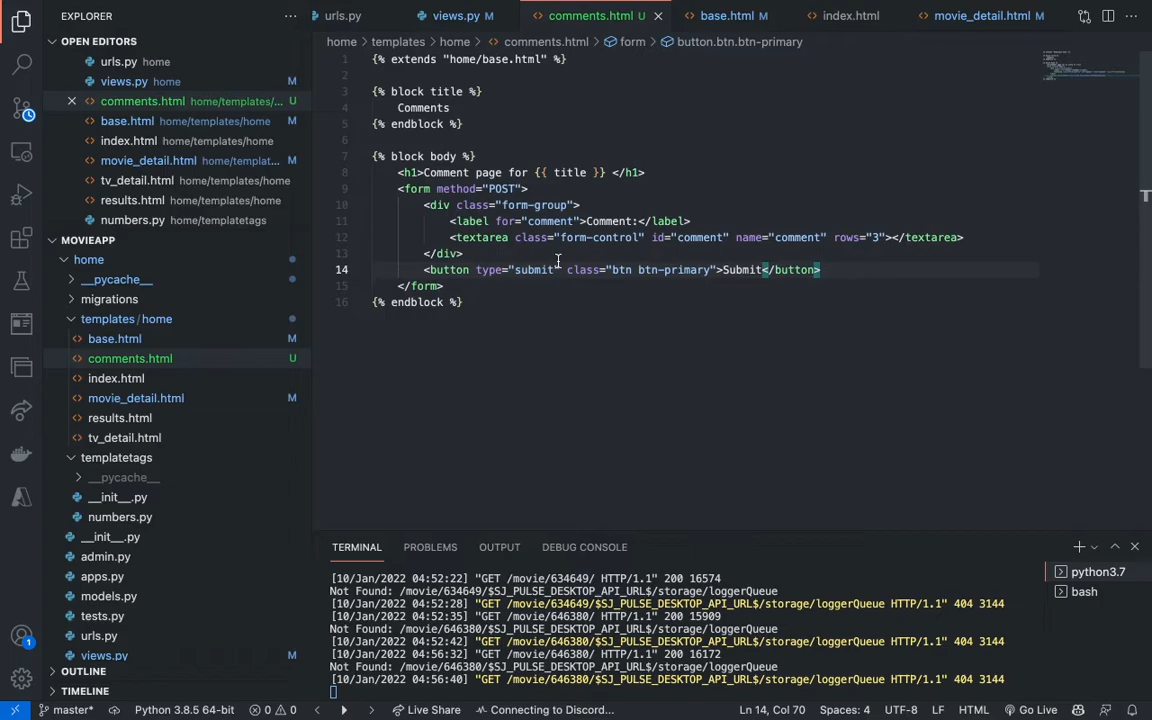 EXPLORER
OPEN EDITORS
urls.py home
views.py home M
comments.html home/templates/... U
base.html home/templates/home M
index.html home/templates/home
movie_detail.html home/templat... M
tv_detail.html home/templates/home
results.html home/templates/home
numbers.py home/templatetags
MOVIEAPP
home
__pycache__
migrations
templates / home
base.html M
comments.html U
index.html
movie_detail.html M
results.html
tv_detail.html
templatetags
__pycache__
__init__.py
numbers.py
__init__.py
admin.py
apps.py
models.py
tests.py
urls.py
views.py M
OUTLINE
TIMELINE
urls.py views.py M comments.html U base.html M index.html movie_detail.html M
home > templates > home > comments.html > form > button.btn.btn-primary
1 {% extends "home/base.html" %}
2
3 {% block title %}
4 Comments
5 {% endblock %}
6
7 {% block body %}
8 <h1>Comment page for {{ title }} </h1>
9 <form method="POST">
10 <div class="form-group">
11 <label for="comment">Comment:</label>
12 <textarea class="form-control" id="comment" name="comment" rows="3"></textarea>
13 </div>
14 <button type="submit" class="btn btn-primary">Submit</button>
15 </form>
16 {% endblock %}
TERMINAL PROBLEMS OUTPUT DEBUG CONSOLE
[10/Jan/2022 04:52:22] "GET /movie/634649/ HTTP/1.1" 200 16574
Not Found: /movie/634649/$SJ_PULSE_DESKTOP_API_URL$/storage/loggerQueue
[10/Jan/2022 04:52:28] "GET /movie/634649/$SJ_PULSE_DESKTOP_API_URL$/storage/loggerQueue HTTP/1.1" 404 3144
[10/Jan/2022 04:52:35] "GET /movie/646380/ HTTP/1.1" 200 15909
Not Found: /movie/646380/$SJ_PULSE_DESKTOP_API_URL$/storage/loggerQueue
[10/Jan/2022 04:52:42] "GET /movie/646380/$SJ_PULSE_DESKTOP_API_URL$/storage/loggerQueue HTTP/1.1" 404 3144
[10/Jan/2022 04:56:32] "GET /movie/646380/ HTTP/1.1" 200 16172
Not Found: /movie/646380/$SJ_PULSE_DESKTOP_API_URL$/storage/loggerQueue
[10/Jan/2022 04:56:40] "GET /movie/646380/$SJ_PULSE_DESKTOP_API_URL$/storage/loggerQueue HTTP/1.1" 404 3144
python3.7
bash
1
master* Python 3.8.5 64-bit 0 0 Live Share Connecting to Discord... Ln 14, Col 70 Spaces: 4 UTF-8 LF HTML Go Live